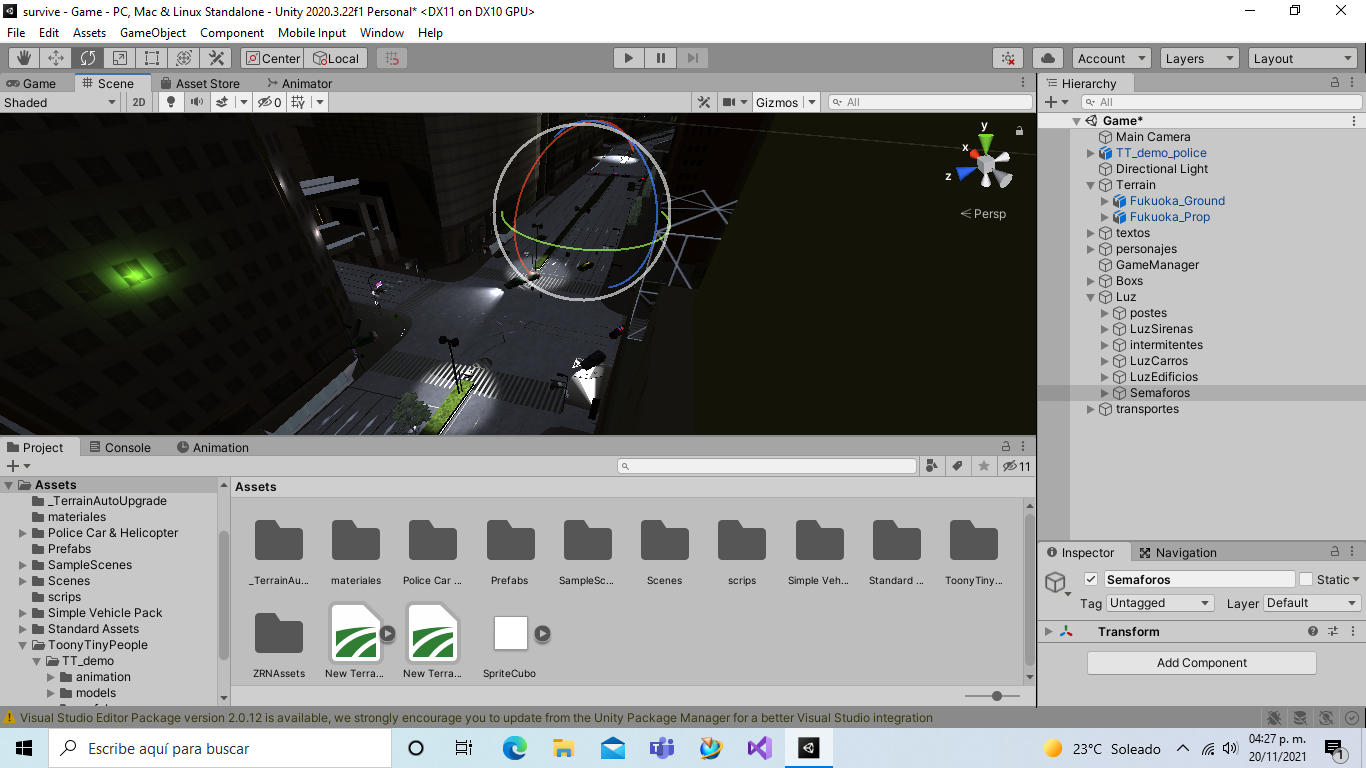 survive - Game - PC, Mac & Linux Standalone - Unity 2020.3.22f1 Personal* <DX11 on DX10 GPU>
File Edit Assets GameObject Component Mobile Input Window Help
Center Local Account Layers Layout
Game Scene Asset Store Animator
Shaded 2D 0 Gizmos All
y
x
z
Persp
Hierarchy
All
Game*
Main Camera
TT_demo_police
Directional Light
Terrain
Fukuoka_Ground
Fukuoka_Prop
textos
personajes
GameManager
Boxs
Luz
postes
LuzSirenas
intermitentes
LuzCarros
LuzEdificios
Semaforos
transportes
Project Console Animation
11
Assets
_TerrainAutoUpgrade
materiales
Police Car & Helicopter
Prefabs
SampleScenes
Scenes
scrips
Simple Vehicle Pack
Standard Assets
ToonyTinyPeople
TT_demo
animation
models
Assets
_TerrainAu... materiales Police Car ... Prefabs SampleSc... Scenes scrips Simple Veh... Standard ... ToonyTiny...
ZRNAssets New Terra... New Terra... SpriteCubo
Inspector Navigation
Semaforos Static
Tag Untagged Layer Default
Transform
Add Component
Visual Studio Editor Package version 2.0.12 is available, we strongly encourage you to update from the Unity Package Manager for a better Visual Studio integration
Escribe aquí para buscar
23°C Soleado
04:27 p. m.
20/11/2021
1